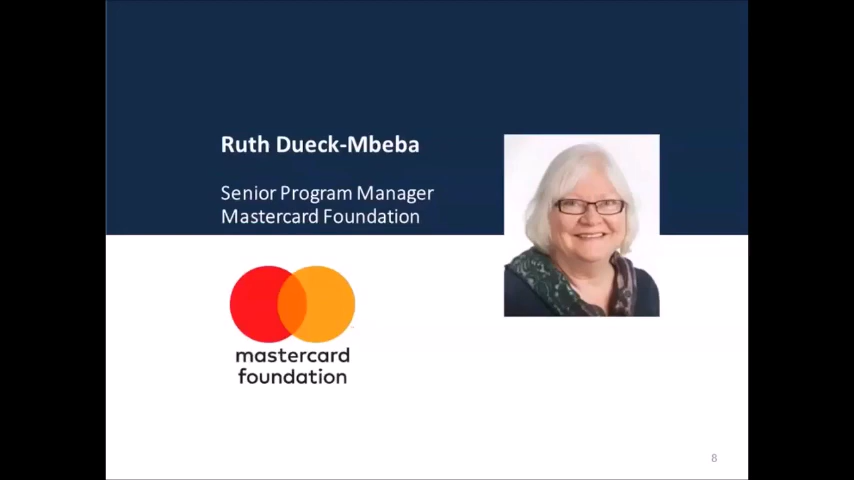 Ruth Dueck-Mbeba
Senior Program Manager
Mastercard Foundation
mastercard
foundation
8